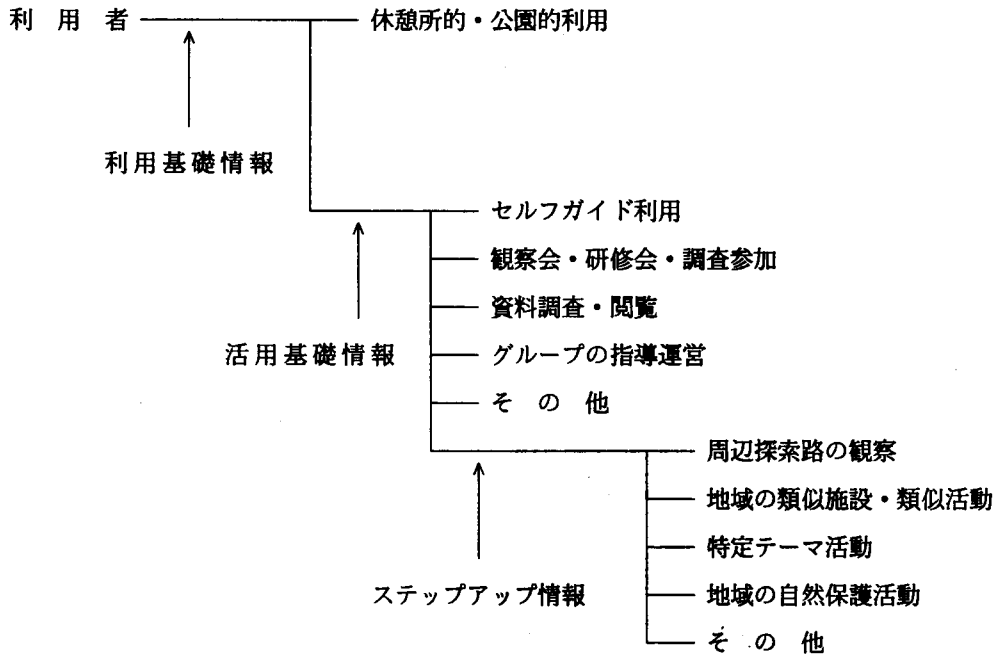 利用者
休憩所的・公園的利用
利用基礎情報
セルフガイド利用
観察会・研修会・調査参加
資料調査・閲覧
活用基礎情報
グループの指導運営
その他
周辺探索路の観察
地域の類似施設・類似活動
特定テーマ活動
ステップアップ情報
地域の自然保護活動
その他